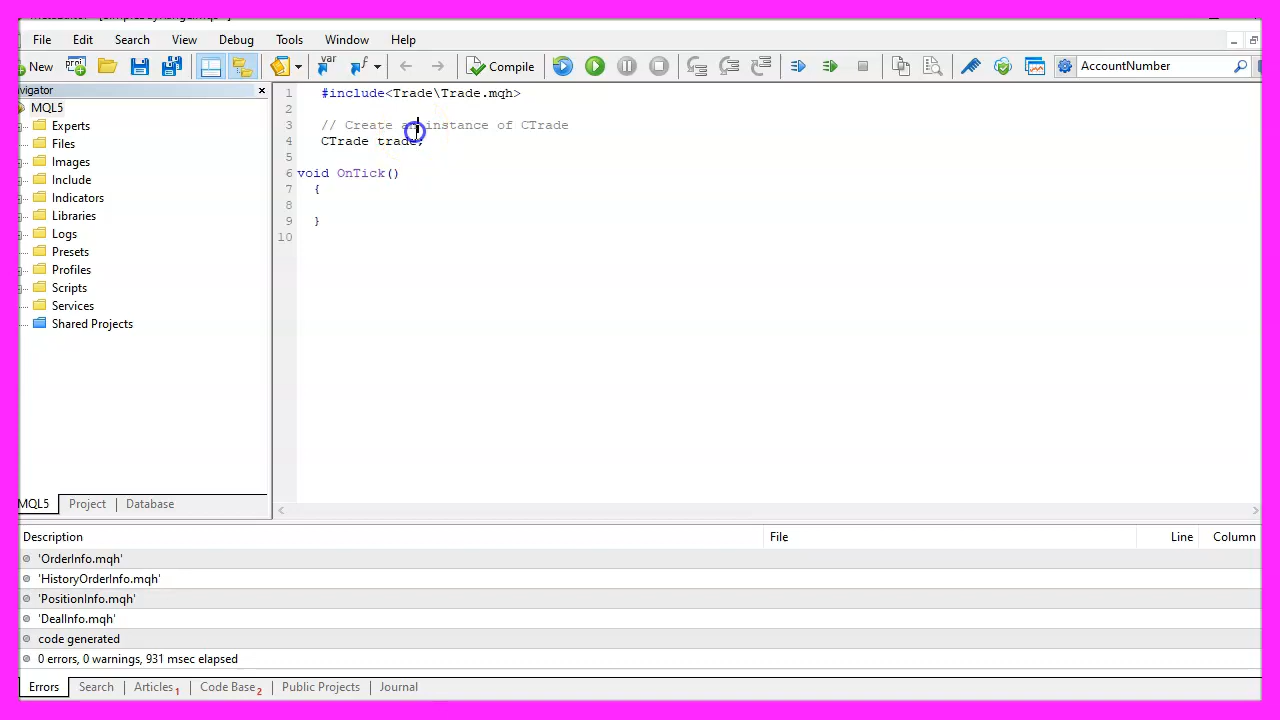 File Edit Search View Debug Tools Window Help
New Compile AccountNumber
avigator
MQL5
Experts
Files
Images
Include
Indicators
Libraries
Logs
Presets
Profiles
Scripts
Services
Shared Projects
MQL5 Project Database
1 #include<Trade\Trade.mqh>
2
3 // Create an instance of CTrade
4 CTrade trade;
5
6 void OnTick()
7 {
8
9 }
10
Description File Line Column
'OrderInfo.mqh'
'HistoryOrderInfo.mqh'
'PositionInfo.mqh'
'DealInfo.mqh'
code generated
0 errors, 0 warnings, 931 msec elapsed
Errors Search Articles 1 Code Base 2 Public Projects Journal